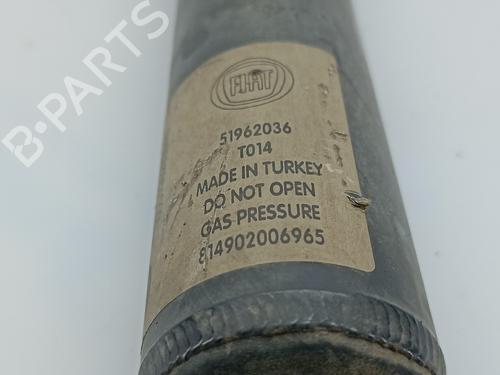 FIAT
51962036
T014
MADE IN TURKEY
DO NOT OPEN
GAS PRESSURE
814902006965
B-PARTS